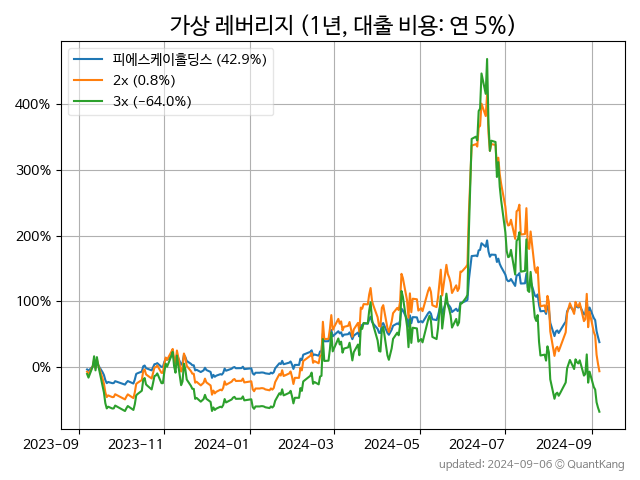 가상 레버리지 (1년, 대출 비용: 연 5%)
피에스케이홀딩스 (42.9%)
2x (0.8%)
3x (-64.0%)
400%
300%
200%
100%
0%
2023-09 2023-11 2024-01 2024-03 2024-05 2024-07 2024-09
updated: 2024-09-06 © QuantKang